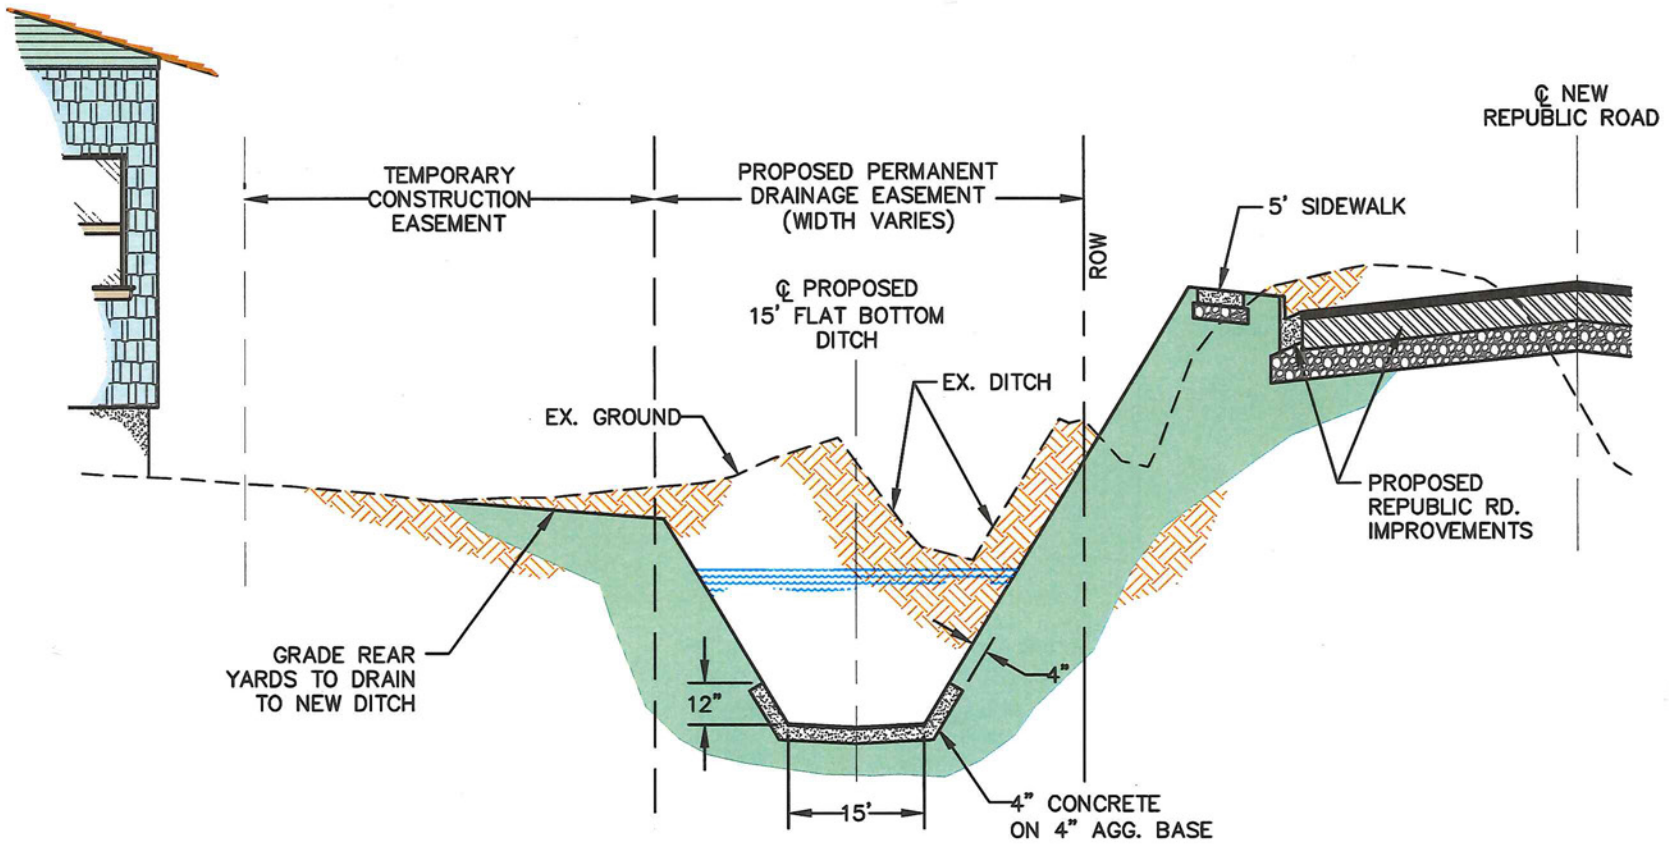 ℄ NEW
REPUBLIC ROAD
TEMPORARY
CONSTRUCTION
EASEMENT
PROPOSED PERMANENT
DRAINAGE EASEMENT
(WIDTH VARIES)
5' SIDEWALK
ROW
℄ PROPOSED
15' FLAT BOTTOM
DITCH
EX. DITCH
EX. GROUND
PROPOSED
REPUBLIC RD.
IMPROVEMENTS
GRADE REAR
YARDS TO DRAIN
TO NEW DITCH
12"
4"
15'
4" CONCRETE
ON 4" AGG. BASE